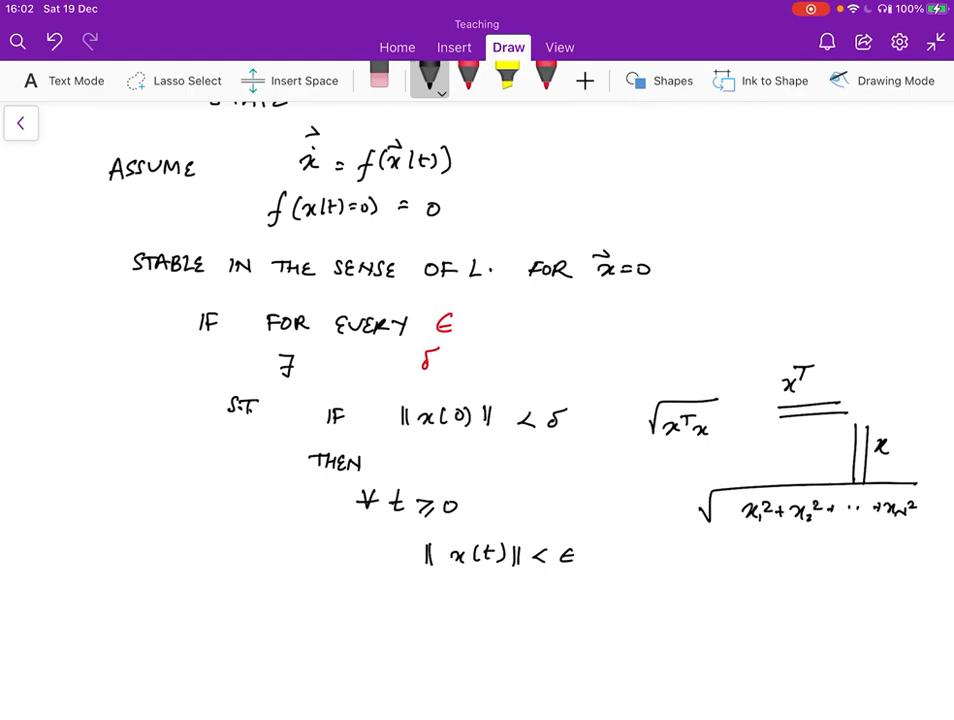 16:02 Sat 19 Dec
100%
Teaching
Home Insert Draw View
Text Mode Lasso Select Insert Space Shapes Ink to Shape Drawing Mode
STATE
ASSUME ẋ⃗ = f(x⃗(t))
f(x(t)=0) = 0
STABLE IN THE SENSE OF L. FOR x⃗=0
IF FOR EVERY ϵ
∃ δ
S.T. IF ||x(0)|| < δ
THEN
∀ t ⩾ 0
||x(t)|| < ϵ
xᵀ
√xᵀx
x
√x₁²+x₂²+ ·· +x_N²